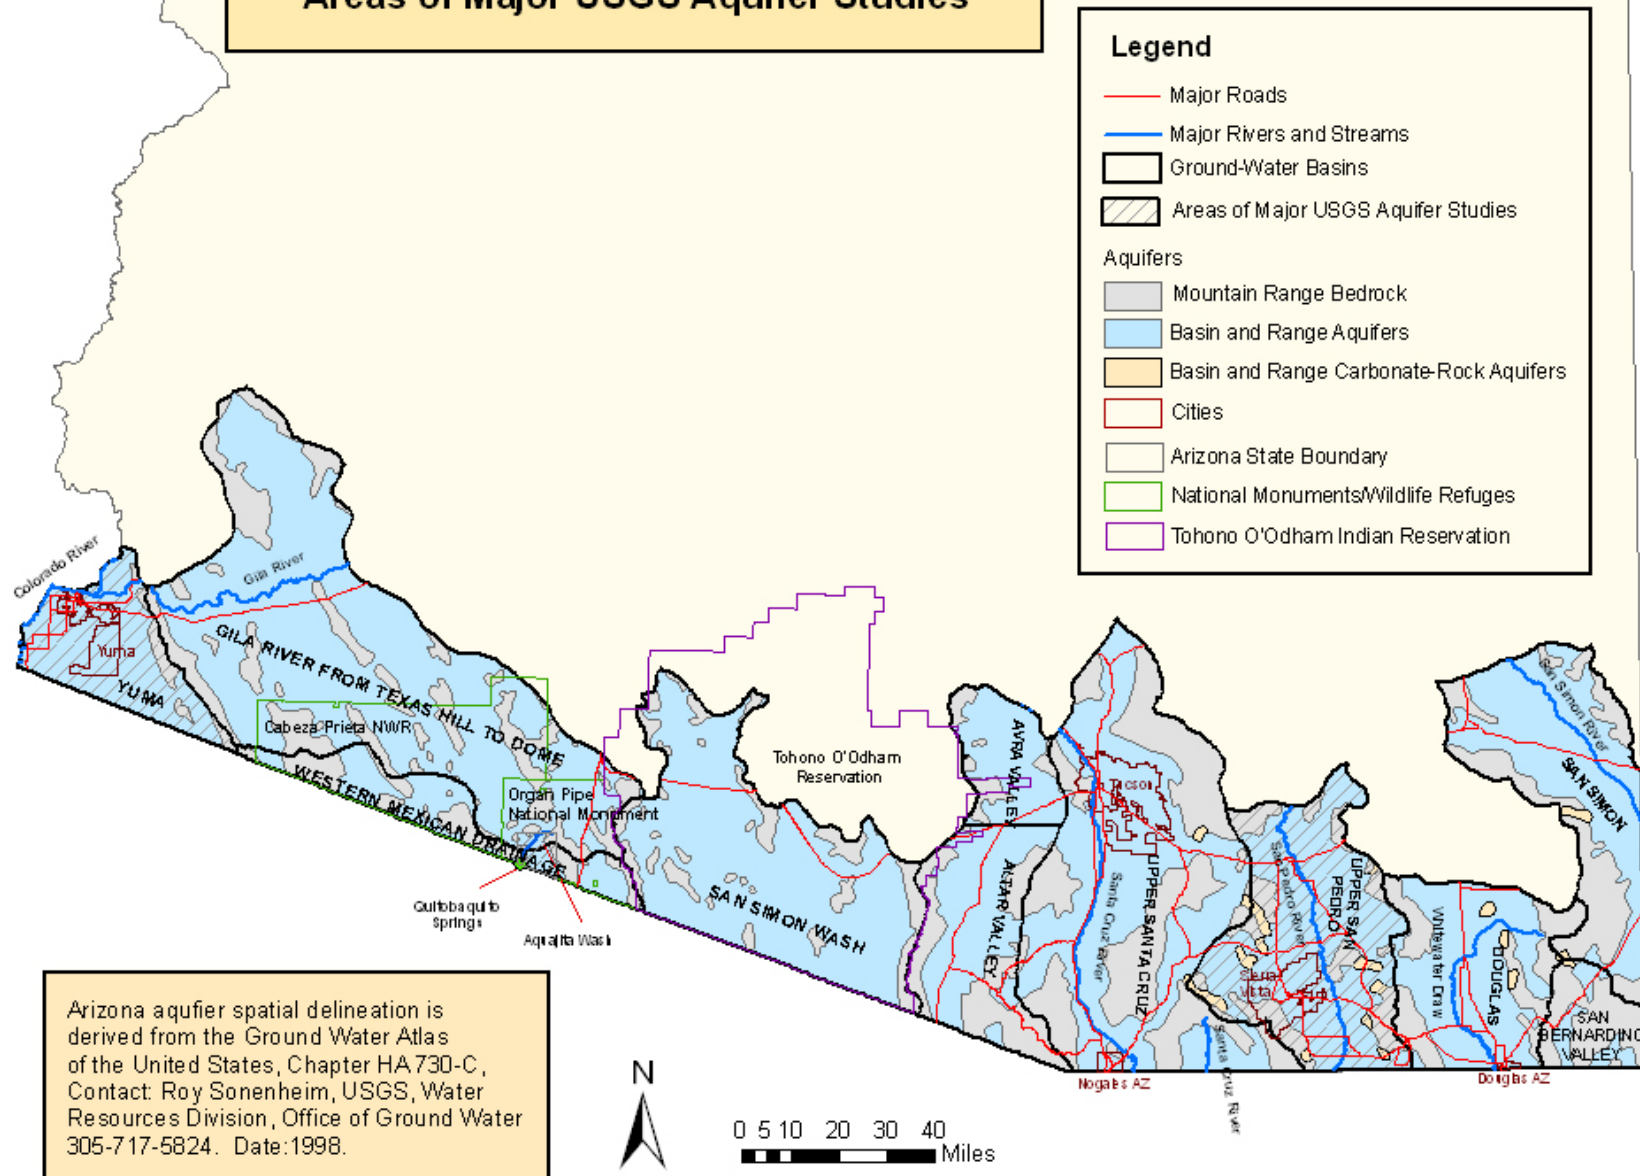 Areas of Major USGS Aquifer Studies
Legend
Major Roads
Major Rivers and Streams
Ground-Water Basins
Areas of Major USGS Aquifer Studies
Aquifers
Mountain Range Bedrock
Basin and Range Aquifers
Basin and Range Carbonate-Rock Aquifers
Cities
Arizona State Boundary
National Monuments/Wildlife Refuges
Tohono O'Odham Indian Reservation
Colorado River
Gila River
Yuma
YUMA
GILA RIVER FROM TEXAS HILL TO DOME
Cabeza Prieta NWR
WESTERN MEXICAN DRAINAGE
Organ Pipe
National Monument
Quitobaquito
Springs
Aquajita Wash
Tohono O'Odham
Reservation
SAN SIMON WASH
AVRA VALLEY
ALTAR VALLEY
Tucson
UPPER SANTA CRUZ
Santa Cruz River
Nogales AZ
Santa Cruz River
San Pedro River
UPPER SAN
PEDRO
Sierra
Vista
Whitewater Draw
DOUGLAS
Douglas AZ
San Simon River
SAN SIMON
SAN
BERNARDINO
VALLEY
Arizona aqufier spatial delineation is
derived from the Ground Water Atlas
of the United States, Chapter HA730-C,
Contact: Roy Sonenheim, USGS, Water
Resources Division, Office of Ground Water
305-717-5824. Date:1998.
N
0 5 10 20 30 40
Miles